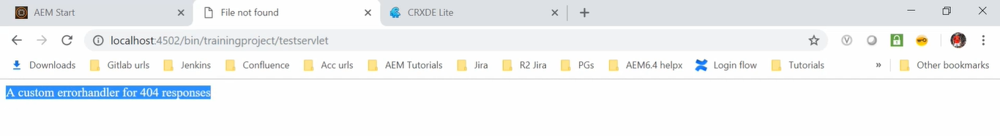 AEM Start
File not found
CRXDE Lite
localhost:4502/bin/trainingproject/testservlet
Downloads Gitlab urls Jenkins Confluence Acc urls AEM Tutorials Jira R2 Jira PGs AEM6.4 helpx Login flow Tutorials » Other bookmarks
A custom errorhandler for 404 responses